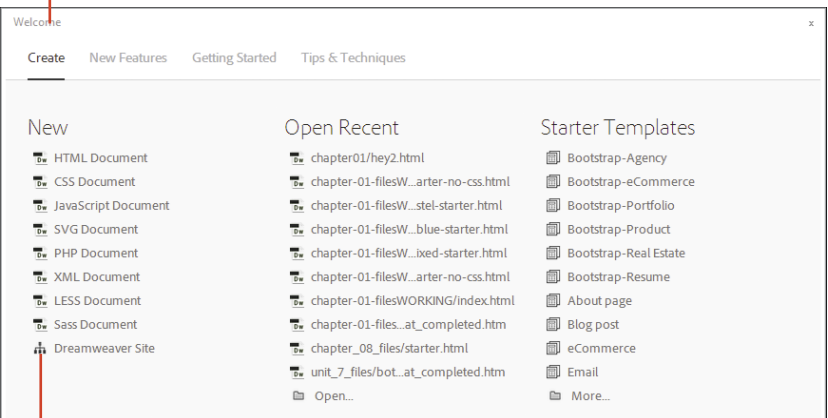 Welcome x
Create New Features Getting Started Tips & Techniques
New
HTML Document
CSS Document
JavaScript Document
SVG Document
PHP Document
XML Document
LESS Document
Sass Document
Dreamweaver Site
Open Recent
chapter01/hey2.html
chapter-01-filesW...arter-no-css.html
chapter-01-filesW...stel-starter.html
chapter-01-filesW...blue-starter.html
chapter-01-filesW...ixed-starter.html
chapter-01-filesW...arter-no-css.html
chapter-01-filesWORKING/index.html
chapter-01-files...at_completed.htm
chapter_08_files/starter.html
unit_7_files/bot...at_completed.htm
Open...
Starter Templates
Bootstrap-Agency
Bootstrap-eCommerce
Bootstrap-Portfolio
Bootstrap-Product
Bootstrap-Real Estate
Bootstrap-Resume
About page
Blog post
eCommerce
Email
More...